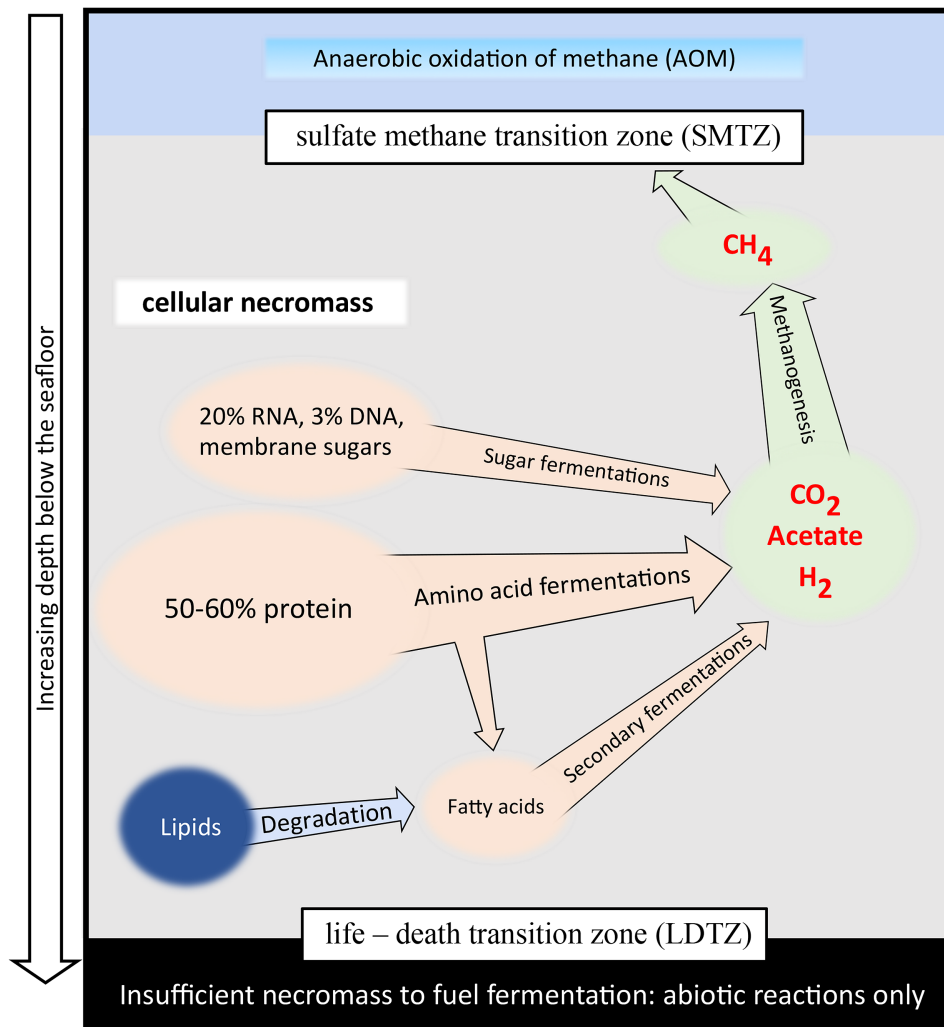 Anaerobic oxidation of methane (AOM)
sulfate methane transition zone (SMTZ)
CH4
cellular necromass
Methanogenesis
Increasing depth below the seafloor
20% RNA, 3% DNA,
membrane sugars
Sugar fermentations
CO2
Acetate
H2
50-60% protein
Amino acid fermentations
Secondary fermentations
Lipids
Degradation
Fatty acids
life – death transition zone (LDTZ)
Insufficient necromass to fuel fermentation: abiotic reactions only